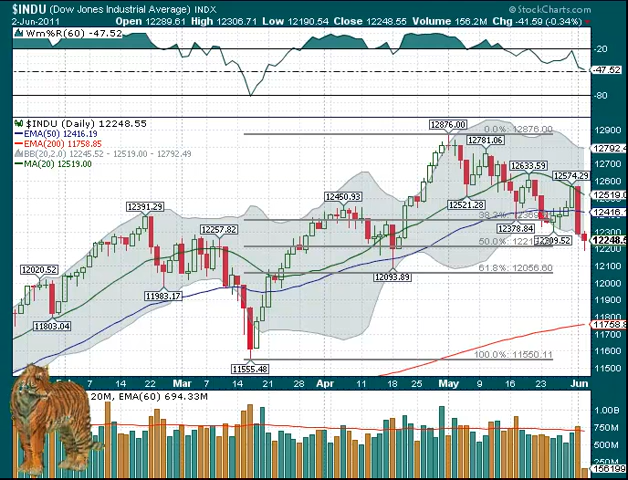 $INDU (Dow Jones Industrial Average) INDX
© StockCharts.com
2-Jun-2011
Open 12289.61 High 12306.71 Low 12190.54 Close 12248.55 Volume 156.2M Chg -41.59 (-0.34%)
Wm%R(60) -47.52
-20
-47.52
-80
$INDU (Daily) 12248.55
EMA(50) 12416.19
EMA(200) 11758.85
BB(20,2.0) 12245.52 - 12519.00 - 12792.49
MA(20) 12519.00
12876.00
0.0%: 12876.00
12900
12781.06
12792.4
12633.59
12574.29
12600
12391.29
12450.93
12521.28
12519.0
12416.
38.2%
12257.82
12378.84
12300
50.0%
12209.52
12248.
12200
12020.52
12093.89
61.8%: 12056.60
12100
12000
11983.17
11900
11803.04
11758.8
11600
11555.48
100.0%: 11550.11
11500
7 14 22 Mar 7 14 21 28 Apr 11 18 25 May 9 16 23 Jun
20M, EMA(60) 694.33M
1.00B
750M
500M
250M
156199